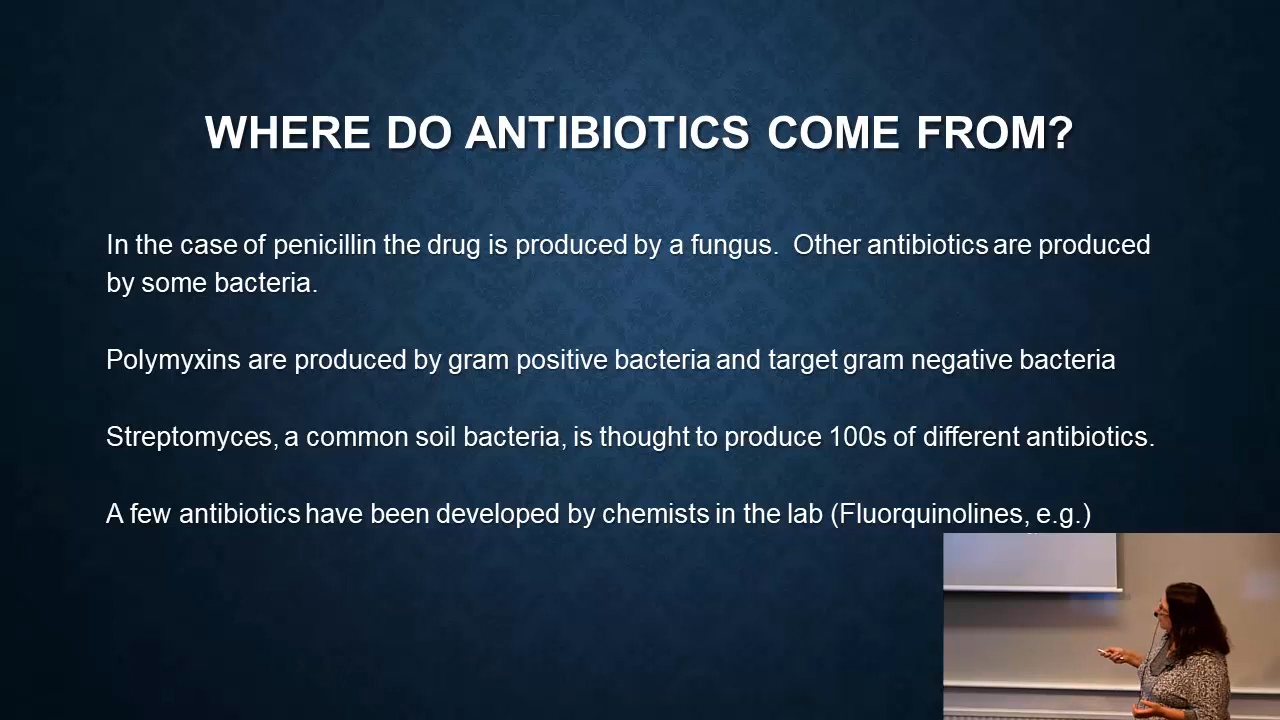 WHERE DO ANTIBIOTICS COME FROM?
In the case of penicillin the drug is produced by a fungus. Other antibiotics are produced
by some bacteria.
Polymyxins are produced by gram positive bacteria and target gram negative bacteria
Streptomyces, a common soil bacteria, is thought to produce 100s of different antibiotics.
A few antibiotics have been developed by chemists in the lab (Fluorquinolines, e.g.)